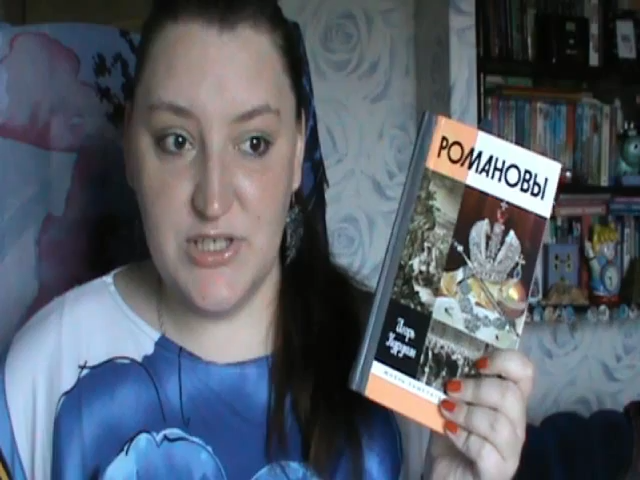 РОМАНОВЫ
Игорь
Курукин